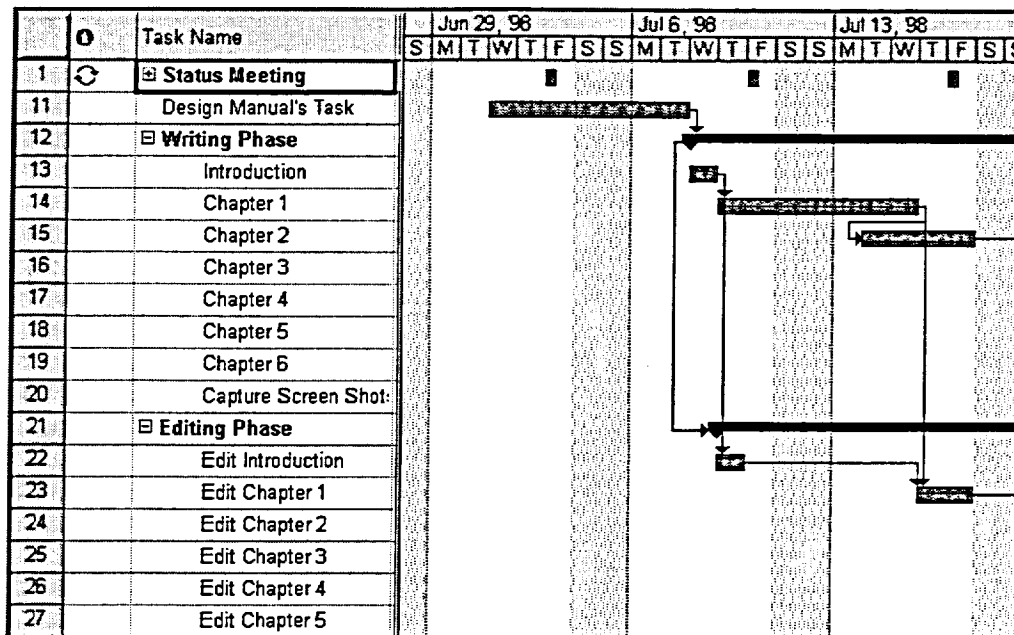 Jun 29, '98 Jul 6, '98 Jul 13, '98
Task Name S M T W T F S S M T W T F S S M T W T F S S
1 Status Meeting
11 Design Manual's Task
12 Writing Phase
13 Introduction
14 Chapter 1
15 Chapter 2
16 Chapter 3
17 Chapter 4
18 Chapter 5
19 Chapter 6
20 Capture Screen Shot
21 Editing Phase
22 Edit Introduction
23 Edit Chapter 1
24 Edit Chapter 2
25 Edit Chapter 3
26 Edit Chapter 4
27 Edit Chapter 5